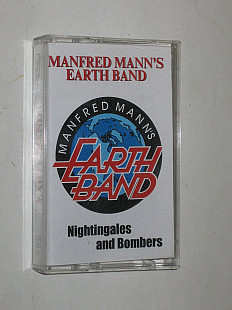 MANFRED MANN'S
EARTH BAND
MANFRED MANN'S
EARTH
BAND
Nightingales
and Bombers